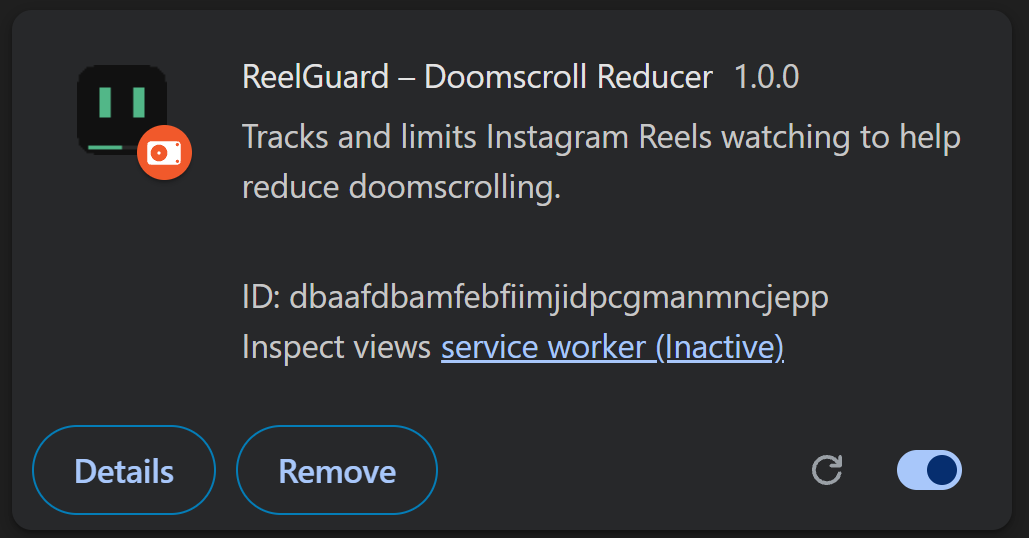 ReelGuard – Doomscroll Reducer 1.0.0
Tracks and limits Instagram Reels watching to help
reduce doomscrolling.
ID: dbaafdbamfebfiimjidpcgmanmncjepp
Inspect views service worker (Inactive)
Details Remove